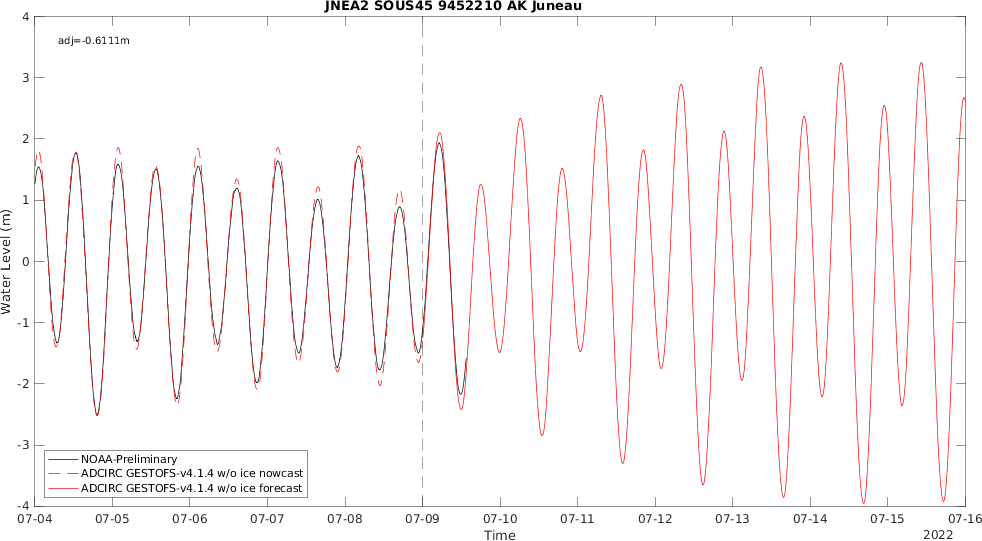 JNEA2 SOUS45 9452210 AK Juneau
adj=-0.6111m
4
3
2
1
0
-1
-2
-3
-4
Water Level (m)
NOAA-Preliminary
ADCIRC GESTOFS-v4.1.4 w/o ice nowcast
ADCIRC GESTOFS-v4.1.4 w/o ice forecast
07-04 07-05 07-06 07-07 07-08 07-09 07-10 07-11 07-12 07-13 07-14 07-15 07-16
Time
2022